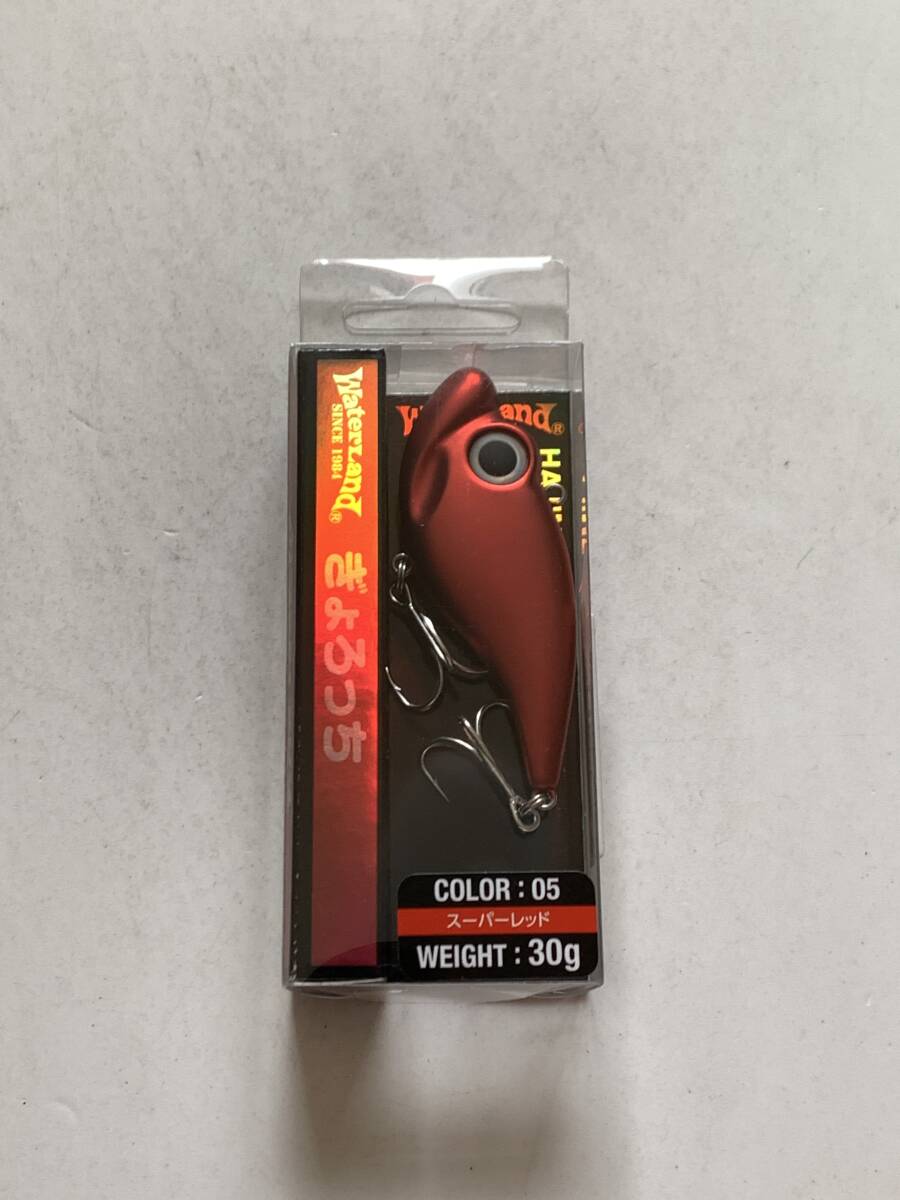 WaterLand®
SINCE 1984
ぎょろっち
COLOR : 05
スーパーレッド
WEIGHT : 30g